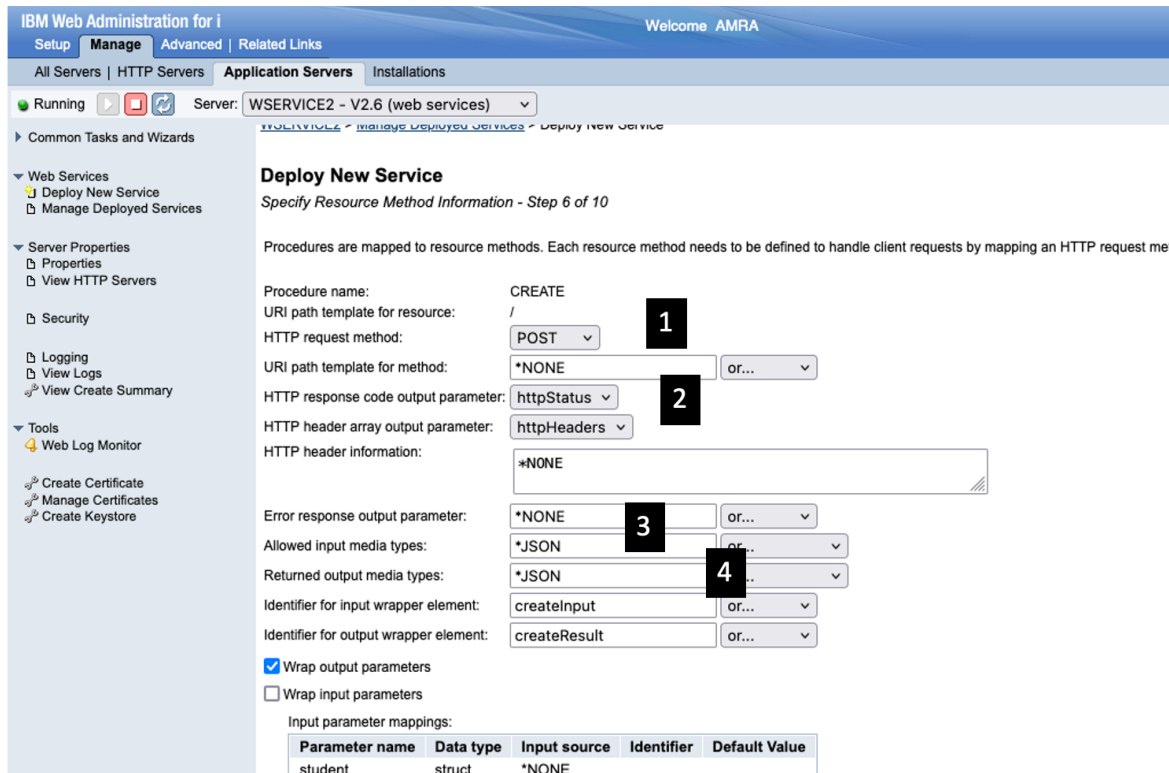 IBM Web Administration for i
Welcome AMRA
Setup Manage Advanced | Related Links
All Servers | HTTP Servers Application Servers Installations
Running Server: WSERVICE2 - V2.6 (web services)
Common Tasks and Wizards
Web Services
Deploy New Service
Manage Deployed Services
Server Properties
Properties
View HTTP Servers
Security
Logging
View Logs
View Create Summary
Tools
Web Log Monitor
Create Certificate
Manage Certificates
Create Keystore
WSERVICE2 > Manage Deployed Services > Deploy New Service
Deploy New Service
Specify Resource Method Information - Step 6 of 10
Procedures are mapped to resource methods. Each resource method needs to be defined to handle client requests by mapping an HTTP request me
Procedure name: CREATE
URI path template for resource: /
HTTP request method: POST 1
URI path template for method: *NONE or...
HTTP response code output parameter: httpStatus 2
HTTP header array output parameter: httpHeaders
HTTP header information: *NONE
Error response output parameter: *NONE 3 or...
Allowed input media types: *JSON or...
Returned output media types: *JSON 4 ...
Identifier for input wrapper element: createInput or...
Identifier for output wrapper element: createResult or...
Wrap output parameters
Wrap input parameters
Input parameter mappings:
Parameter name Data type Input source Identifier Default Value
student struct *NONE